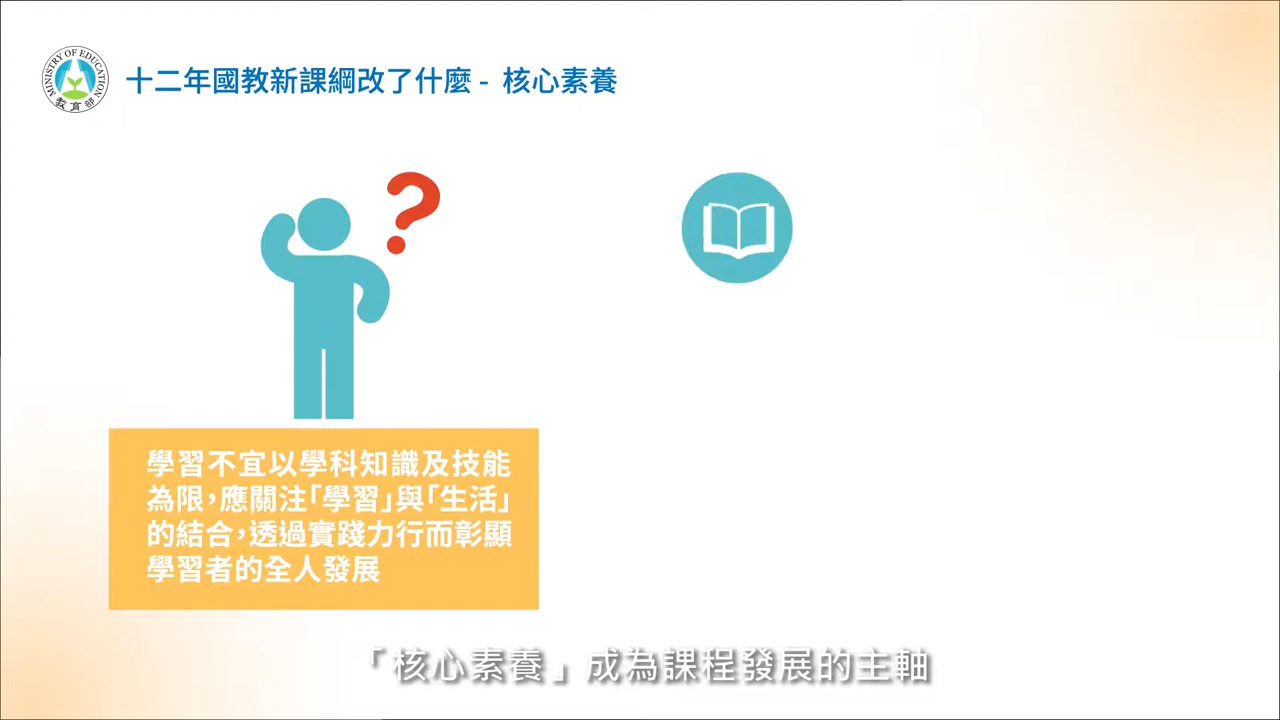 MINISTRY OF EDUCATION
教育部
十二年國教新課綱改了什麼 - 核心素養
?
學習不宜以學科知識及技能
為限，應關注「學習」與「生活」
的結合，透過實踐力行而彰顯
學習者的全人發展
「核心素養」成為課程發展的主軸